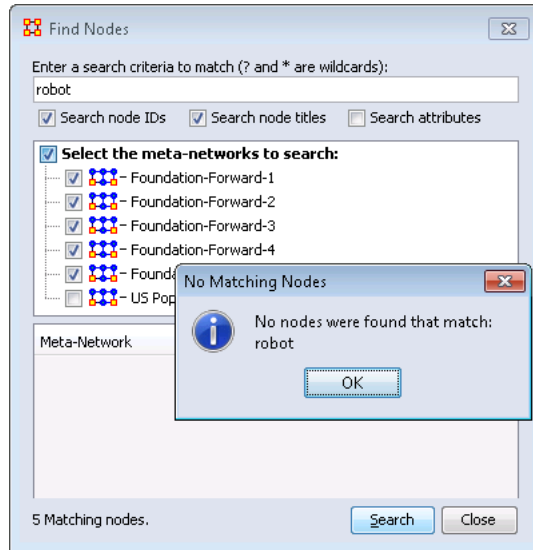 Find Nodes
Enter a search criteria to match (? and * are wildcards):
robot
Search node IDs Search node titles Search attributes
Select the meta-networks to search:
Foundation-Forward-1
Foundation-Forward-2
Foundation-Forward-3
Foundation-Forward-4
No Matching Nodes
No nodes were found that match:
robot
OK
US
Meta-Network
5 Matching nodes.
Search Close